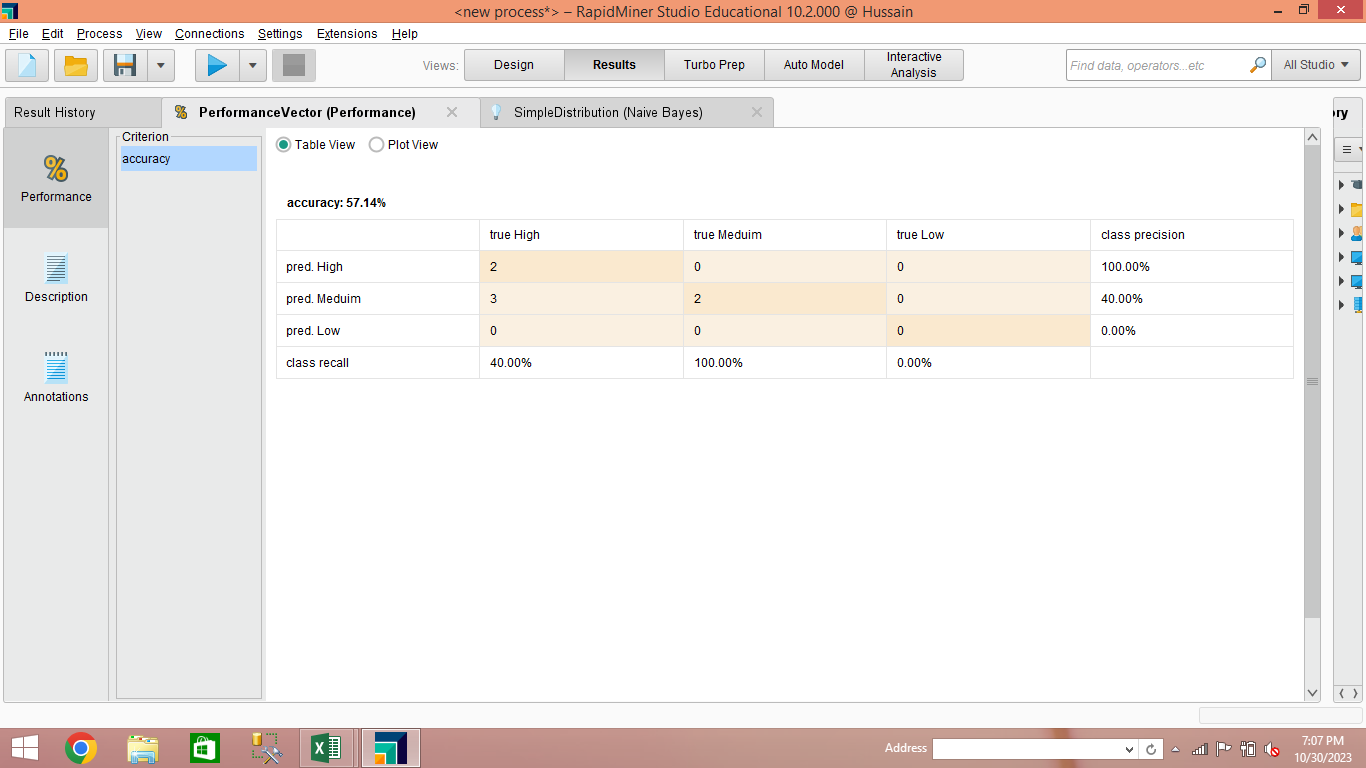 <new process*> – RapidMiner Studio Educational 10.2.000 @ Hussain
File Edit Process View Connections Settings Extensions Help
Views: Design Results Turbo Prep Auto Model Interactive Analysis Find data, operators...etc All Studio
Result History PerformanceVector (Performance) SimpleDistribution (Naive Bayes) ry
% Performance
Description
Annotations
Criterion
accuracy
Table View Plot View
accuracy: 57.14%
true High true Meduim true Low class precision
pred. High 2 0 0 100.00%
pred. Meduim 3 2 0 40.00%
pred. Low 0 0 0 0.00%
class recall 40.00% 100.00% 0.00%
Address 7:07 PM
10/30/2023